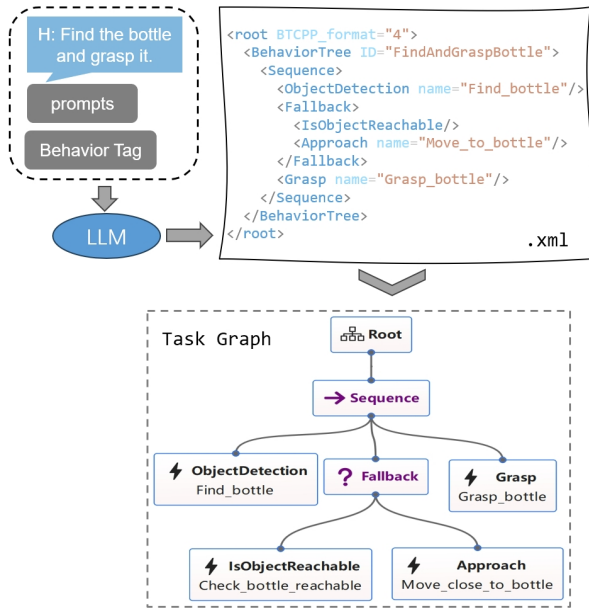 H: Find the bottle
and grasp it.
prompts
Behavior Tag
LLM
<root BTCPP_format="4">
<BehaviorTree ID="FindAndGraspBottle">
<Sequence>
<ObjectDetection name="Find_bottle"/>
<Fallback>
<IsObjectReachable/>
<Approach name="Move_to_bottle"/>
</Fallback>
<Grasp name="Grasp_bottle"/>
</Sequence>
</BehaviorTree>
</root>
.xml
Task Graph
Root
Sequence
ObjectDetection
Find_bottle
? Fallback
Grasp
Grasp_bottle
IsObjectReachable
Check_bottle_reachable
Approach
Move_close_to_bottle